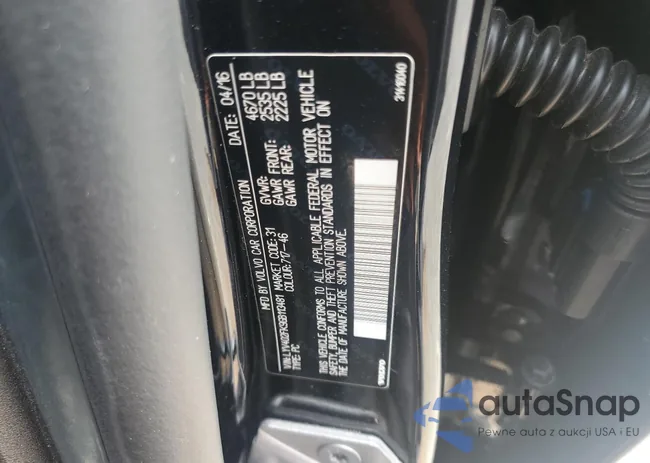 MFD BY VOLVO CAR CORPORATION DATE: 04/16
GVWR: 4670 LB
GAWR FRONT: 2535 LB
GAWR REAR: 2225 LB
MARKET CODE: 31
TYPE: PC COLOUR: 717-46
THIS VEHICLE CONFORMS TO ALL APPLICABLE FEDERAL MOTOR VEHICLE
SAFETY, BUMPER AND THEFT PREVENTION STANDARDS IN EFFECT ON
THE DATE OF MANUFACTURE SHOWN ABOVE.
VOLVO
autoSnap
Pewne auta z aukcji USA i EU